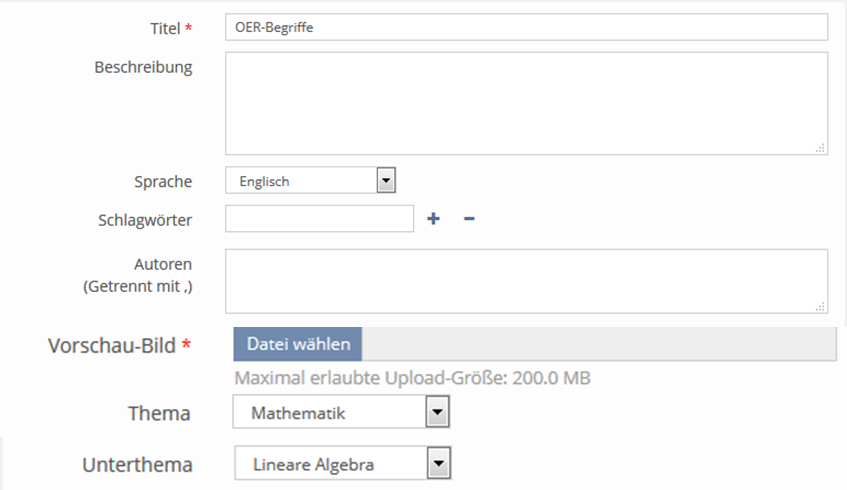 Titel * OER-Begriffe
Beschreibung
Sprache Englisch
Schlagwörter + −
Autoren
(Getrennt mit ,)
Vorschau-Bild * Datei wählen
Maximal erlaubte Upload-Größe: 200.0 MB
Thema Mathematik
Unterthema Lineare Algebra